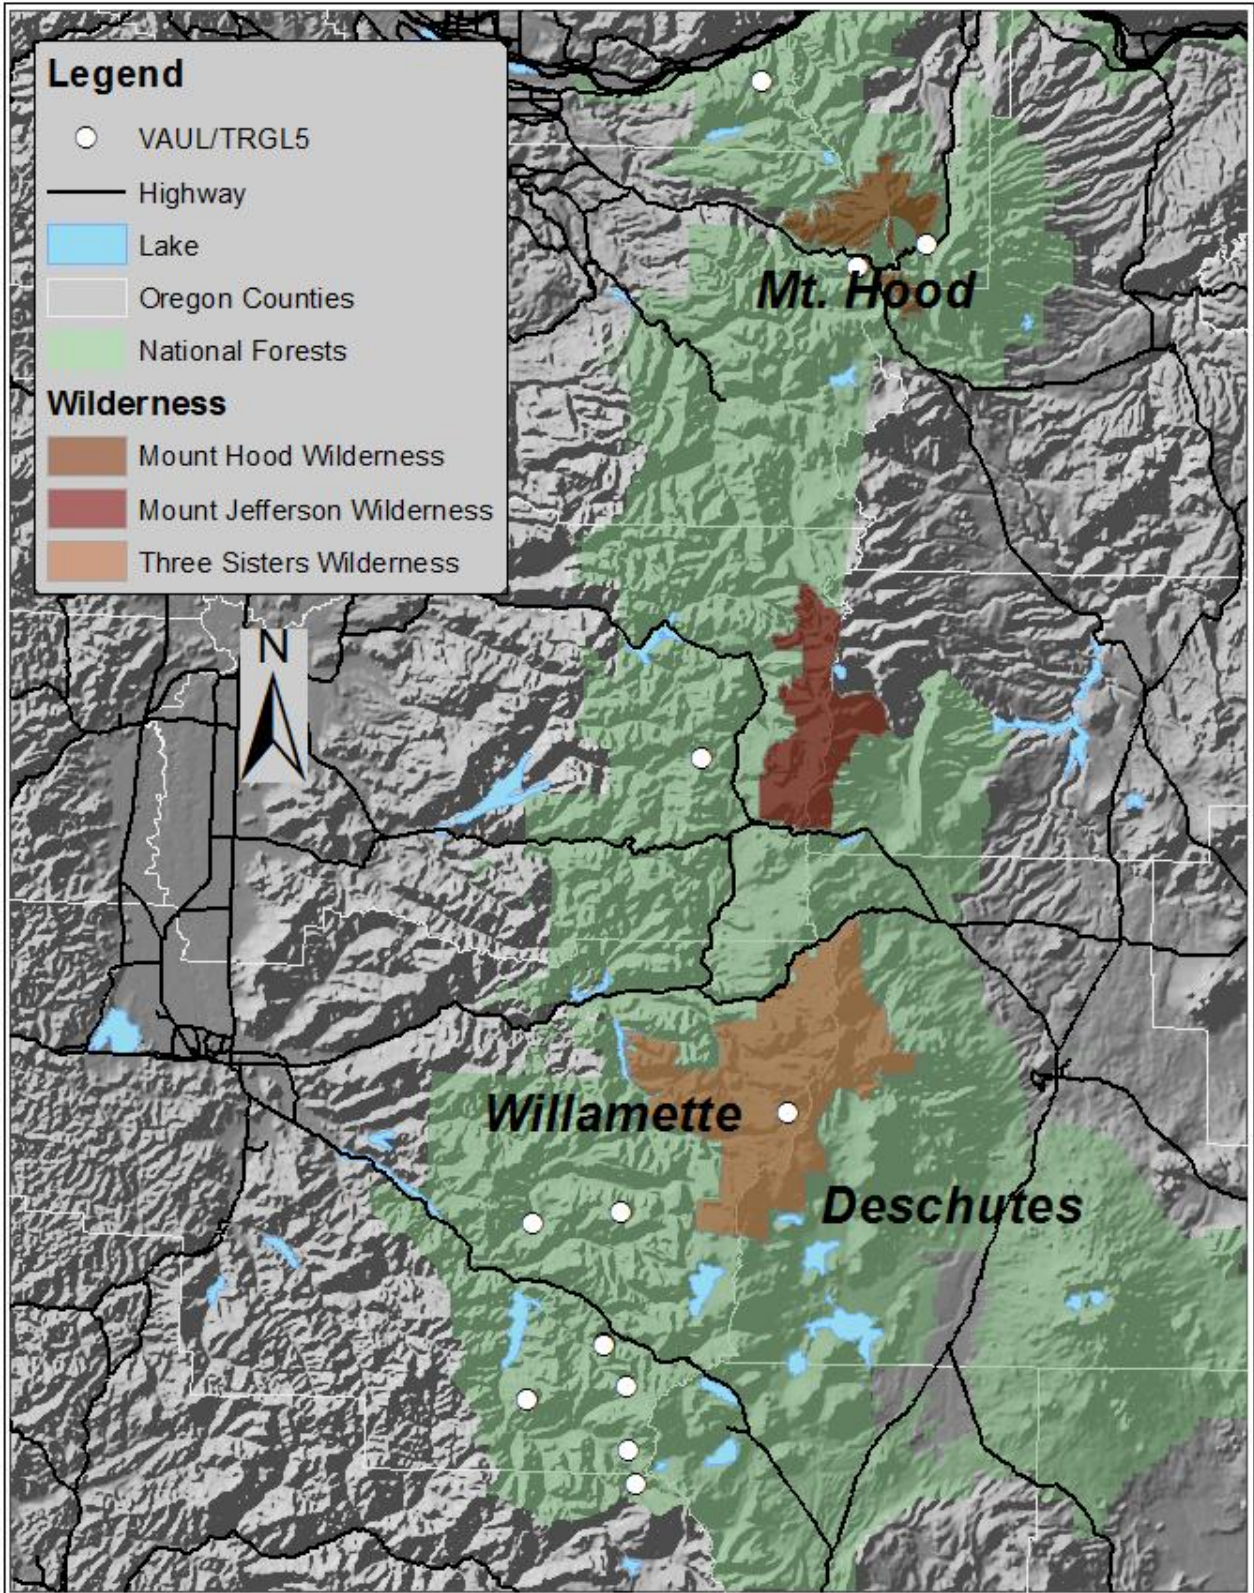 Legend
VAUL/TRGL5
Highway
Lake
Oregon Counties
National Forests
Wilderness
Mount Hood Wilderness
Mount Jefferson Wilderness
Three Sisters Wilderness
N
Mt. Hood
Willamette
Deschutes